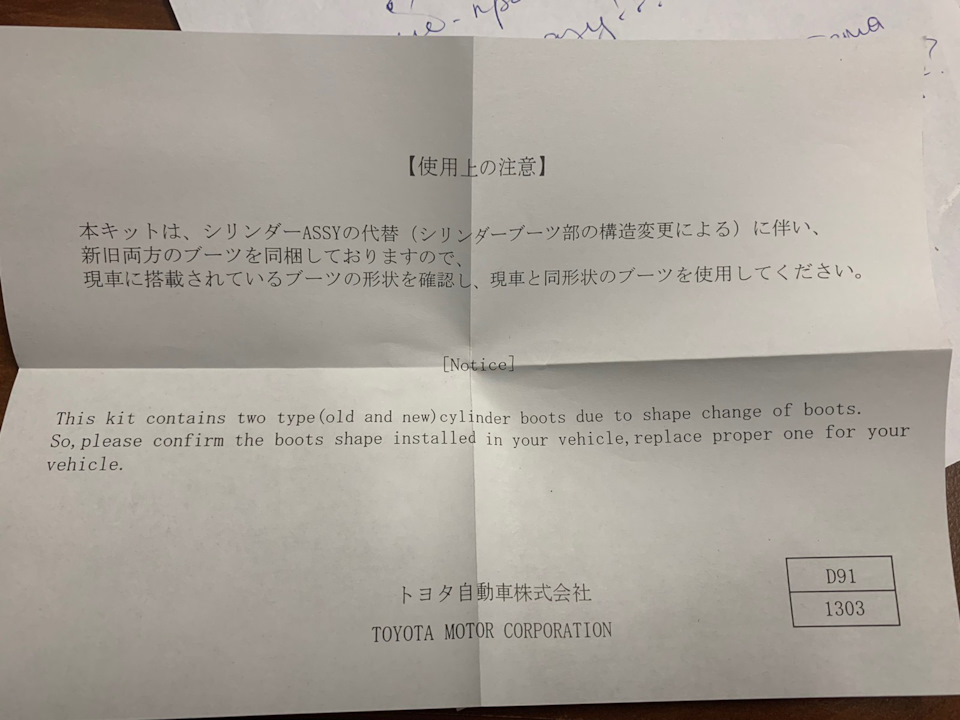 【使用上の注意】
本キットは、シリンダーASSYの代替（シリンダーブーツ部の構造変更による）に伴い、
新旧両方のブーツを同梱しておりますので、
現車に搭載されているブーツの形状を確認し、現車と同形状のブーツを使用してください。
[Notice]
This kit contains two type(old and new)cylinder boots due to shape change of boots.
So,please confirm the boots shape installed in your vehicle,replace proper one for your
vehicle.
トヨタ自動車株式会社
TOYOTA MOTOR CORPORATION
D91
1303